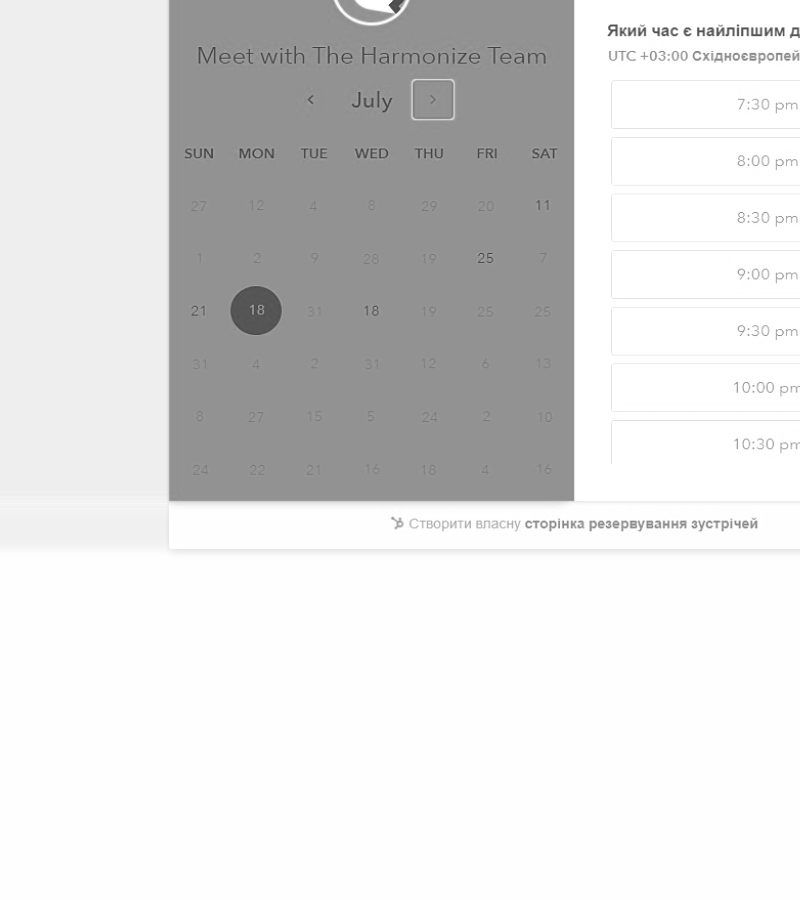 Meet with The Harmonize Team
July
SUN MON TUE WED THU FRI SAT
27 12 4 8 29 20 11
1 2 9 28 19 25 7
21 18 31 18 19 25 25
31 4 2 31 12 6 13
8 27 15 5 24 2 10
24 22 21 16 18 4 16
Який час є найліпшим
UTC +03:00
7:30 pm
8:00 pm
8:30 pm
9:00 pm
9:30 pm
10:00 pm
10:30 pm
Створити власну сторінка резервування зустрічей